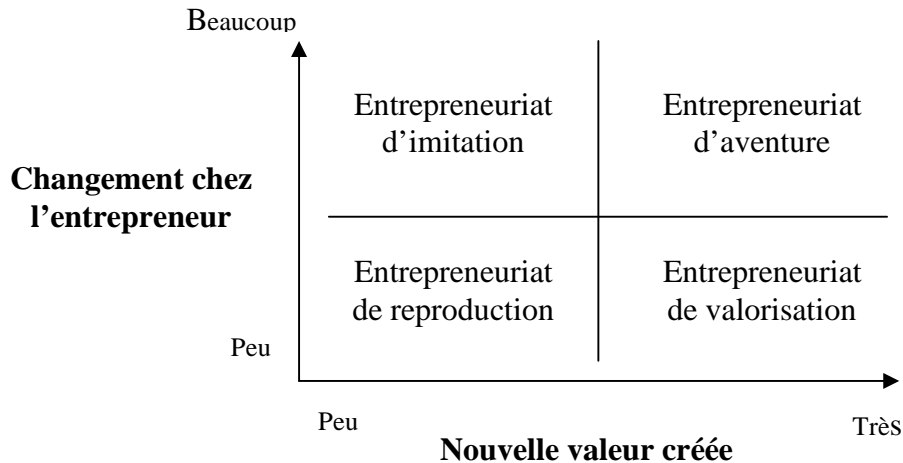 Beaucoup
Entrepreneuriat
d’imitation
Entrepreneuriat
d’aventure
Changement chez
l’entrepreneur
Entrepreneuriat
de reproduction
Entrepreneuriat
de valorisation
Peu
Peu
Très
Nouvelle valeur créée